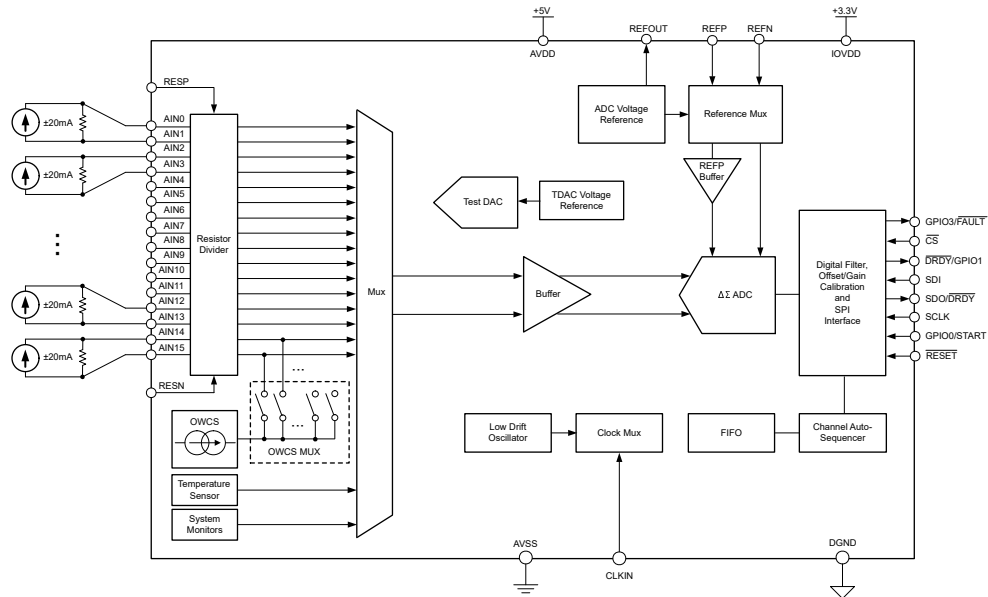 +5V
+3.3V
REFOUT
REFP
REFN
AVDD
IOVDD
RESP
ADC Voltage
Reference
Reference Mux
±20mA
AIN0
AIN1
AIN2
±20mA
AIN3
AIN4
AIN5
AIN6
AIN7
AIN8
AIN9
AIN10
AIN11
±20mA
AIN12
AIN13
AIN14
±20mA
AIN15
RESN
Resistor
Divider
Mux
REFP
Buffer
Test DAC
TDAC Voltage
Reference
Buffer
ΔΣ ADC
Digital Filter,
Offset/Gain
Calibration
and
SPI
Interface
GPIO3/FAULT
CS
DRDY/GPIO1
SDI
SDO/DRDY
SCLK
GPIO0/START
RESET
...
...
OWCS
OWCS MUX
Low Drift
Oscillator
Clock Mux
FIFO
Channel Auto-
Sequencer
Temperature
Sensor
System
Monitors
AVSS
CLKIN
DGND